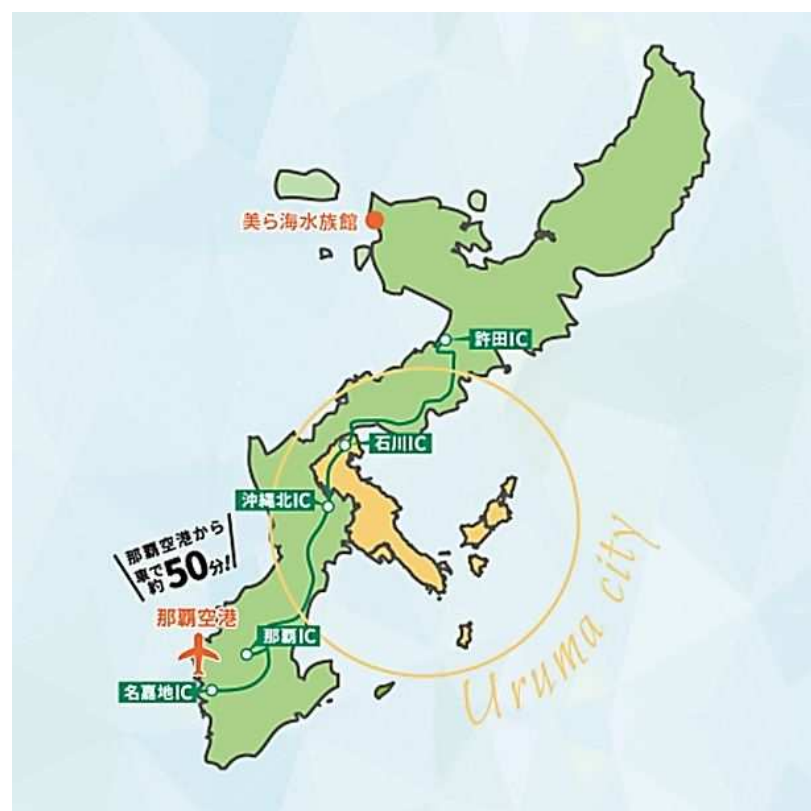 美ら海水族館
許田IC
石川IC
沖縄北IC
那覇空港から
車で約50分!
那覇空港
那覇IC
名嘉地IC
Uruma city